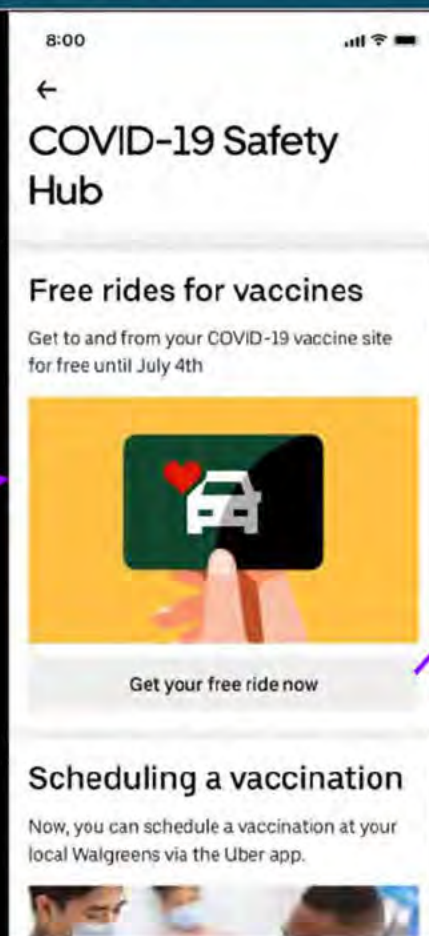 8:00
COVID-19 Safety
Hub
Free rides for vaccines
Get to and from your COVID-19 vaccine site
for free until July 4th
Get your free ride now
Scheduling a vaccination
Now, you can schedule a vaccination at your
local Walgreens via the Uber app.